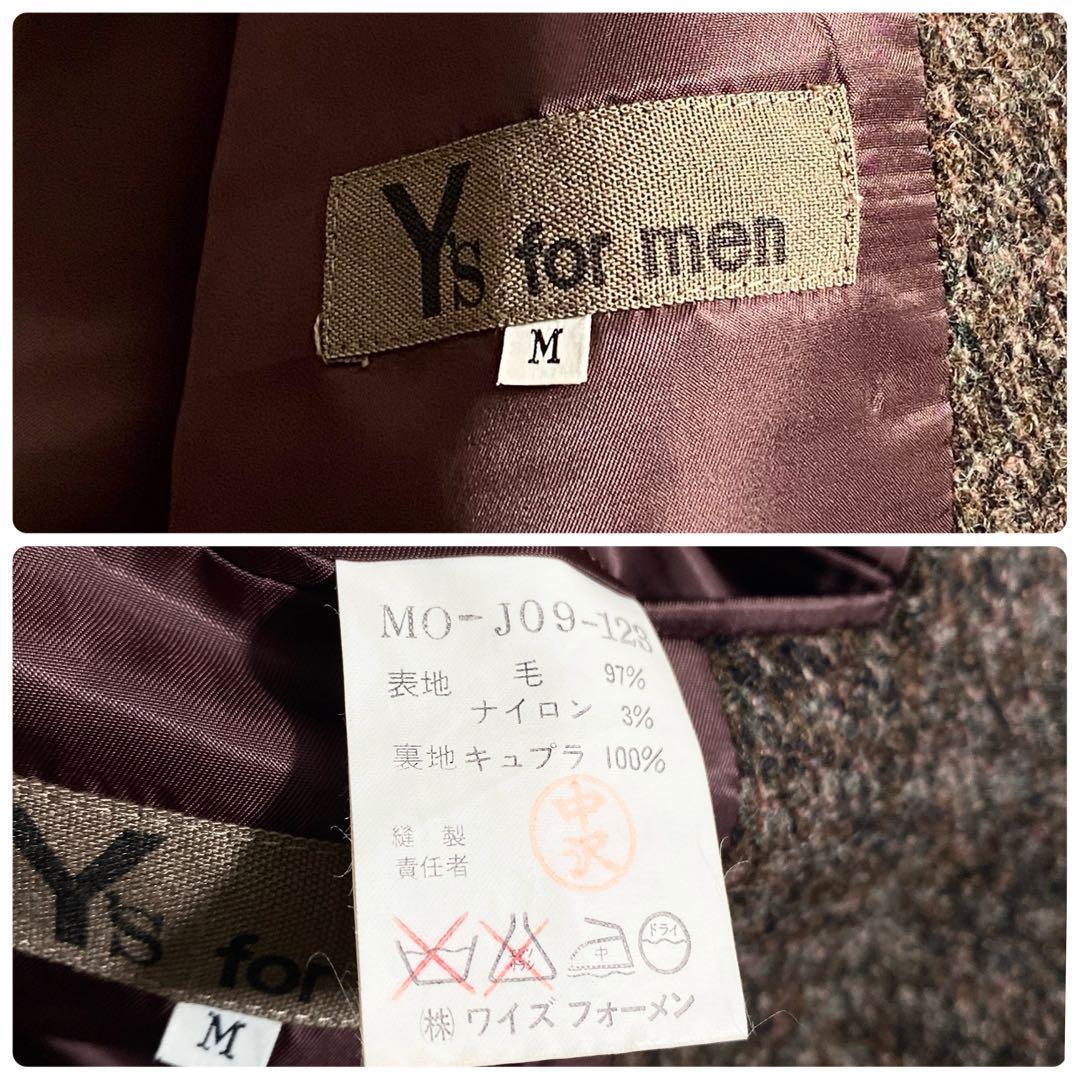 Y's for men
M
MO-J09-123
表地 毛 97%
ナイロン 3%
裏地 キュプラ 100%
中沢
縫製
責任者
中 ドライ
㈱ワイズフォーメン
Y's for
M